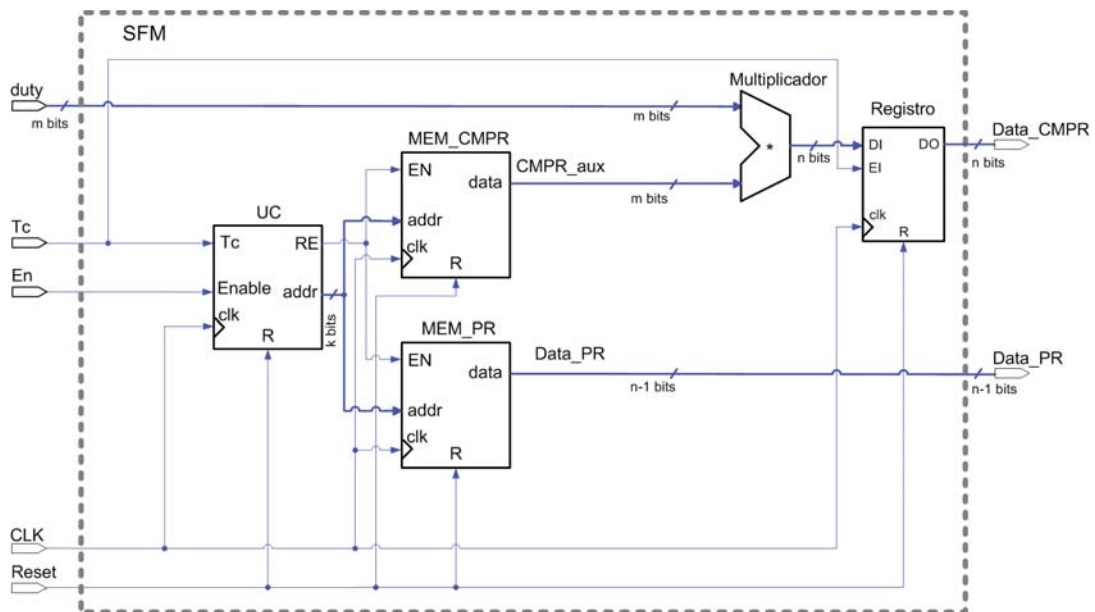 SFM
duty
m bits
m bits
Multiplicador
*
n bits
Registro
DI
DO
EI
clk
R
Data_CMPR
n bits
MEM_CMPR
EN
data
addr
clk
R
CMPR_aux
m bits
UC
Tc
RE
Enable
addr
clk
R
k bits
Tc
En
MEM_PR
EN
data
addr
clk
R
Data_PR
n-1 bits
Data_PR
n-1 bits
CLK
Reset